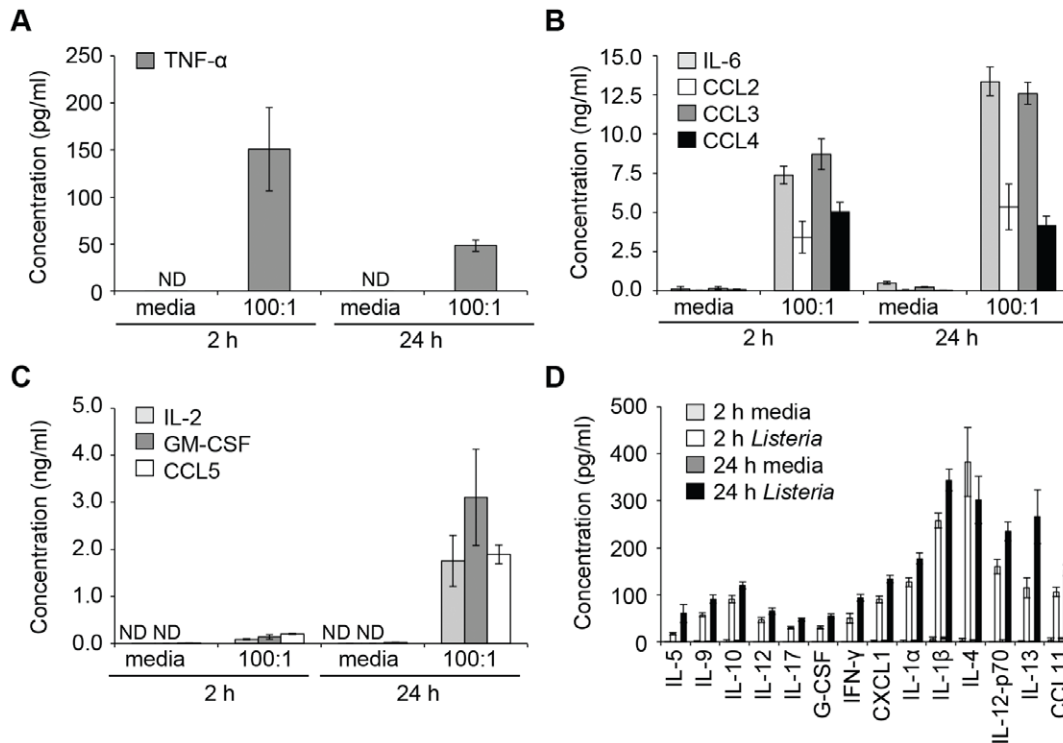 A
TNF-α
Concentration (pg/ml)
250
200
150
100
50
0
ND
ND
media
100:1
media
100:1
2 h
24 h
B
IL-6
CCL2
CCL3
CCL4
Concentration (ng/ml)
15.0
12.5
10.0
7.5
5.0
2.5
0.0
media
100:1
media
100:1
2 h
24 h
C
IL-2
GM-CSF
CCL5
Concentration (ng/ml)
5.0
4.0
3.0
2.0
1.0
0.0
ND ND
ND ND
media
100:1
media
100:1
2 h
24 h
D
2 h media
2 h Listeria
24 h media
24 h Listeria
Concentration (pg/ml)
500
400
300
200
100
0
IL-5
IL-9
IL-10
IL-12
IL-17
G-CSF
IFN-γ
CXCL1
IL-1α
IL-1β
IL-4
IL-12-p70
IL-13
CCL11